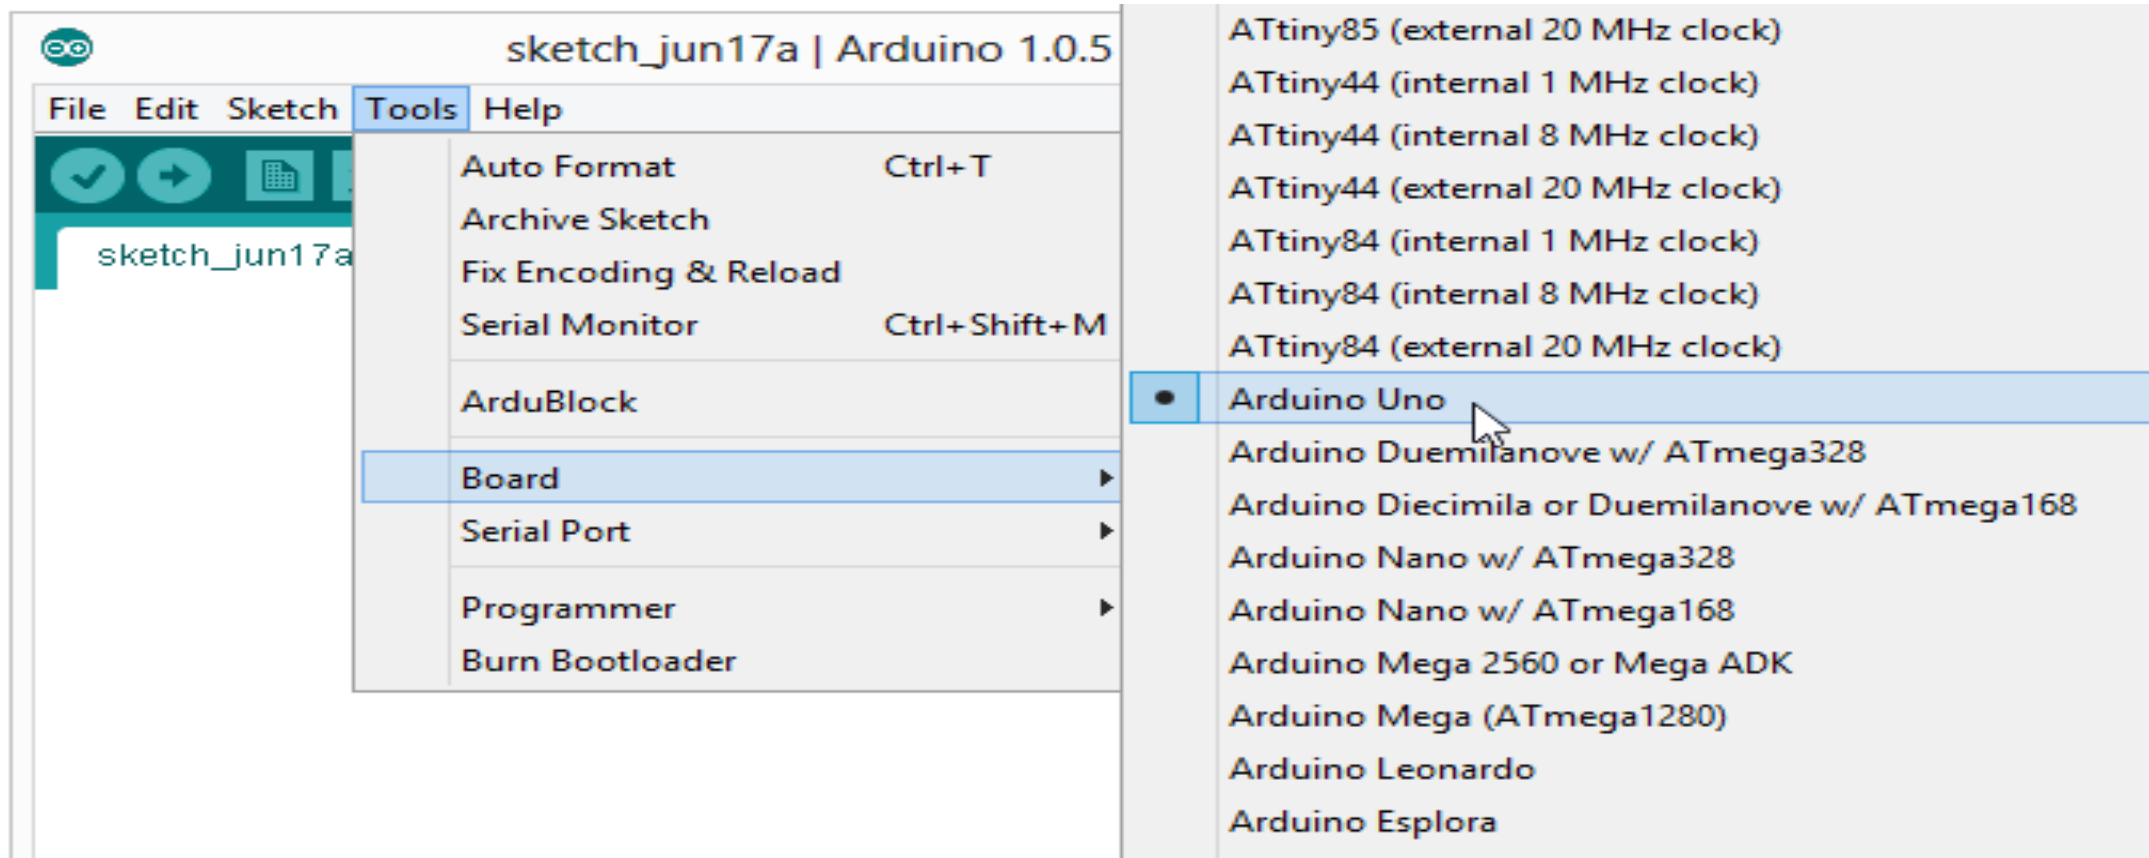 sketch_jun17a | Arduino 1.0.5
File Edit Sketch Tools Help
sketch_jun17a
Auto Format Ctrl+T
Archive Sketch
Fix Encoding & Reload
Serial Monitor Ctrl+Shift+M
ArduBlock
Board
Serial Port
Programmer
Burn Bootloader
ATtiny85 (external 20 MHz clock)
ATtiny44 (internal 1 MHz clock)
ATtiny44 (internal 8 MHz clock)
ATtiny44 (external 20 MHz clock)
ATtiny84 (internal 1 MHz clock)
ATtiny84 (internal 8 MHz clock)
ATtiny84 (external 20 MHz clock)
Arduino Uno
Arduino Duemilanove w/ ATmega328
Arduino Diecimila or Duemilanove w/ ATmega168
Arduino Nano w/ ATmega328
Arduino Nano w/ ATmega168
Arduino Mega 2560 or Mega ADK
Arduino Mega (ATmega1280)
Arduino Leonardo
Arduino Esplora